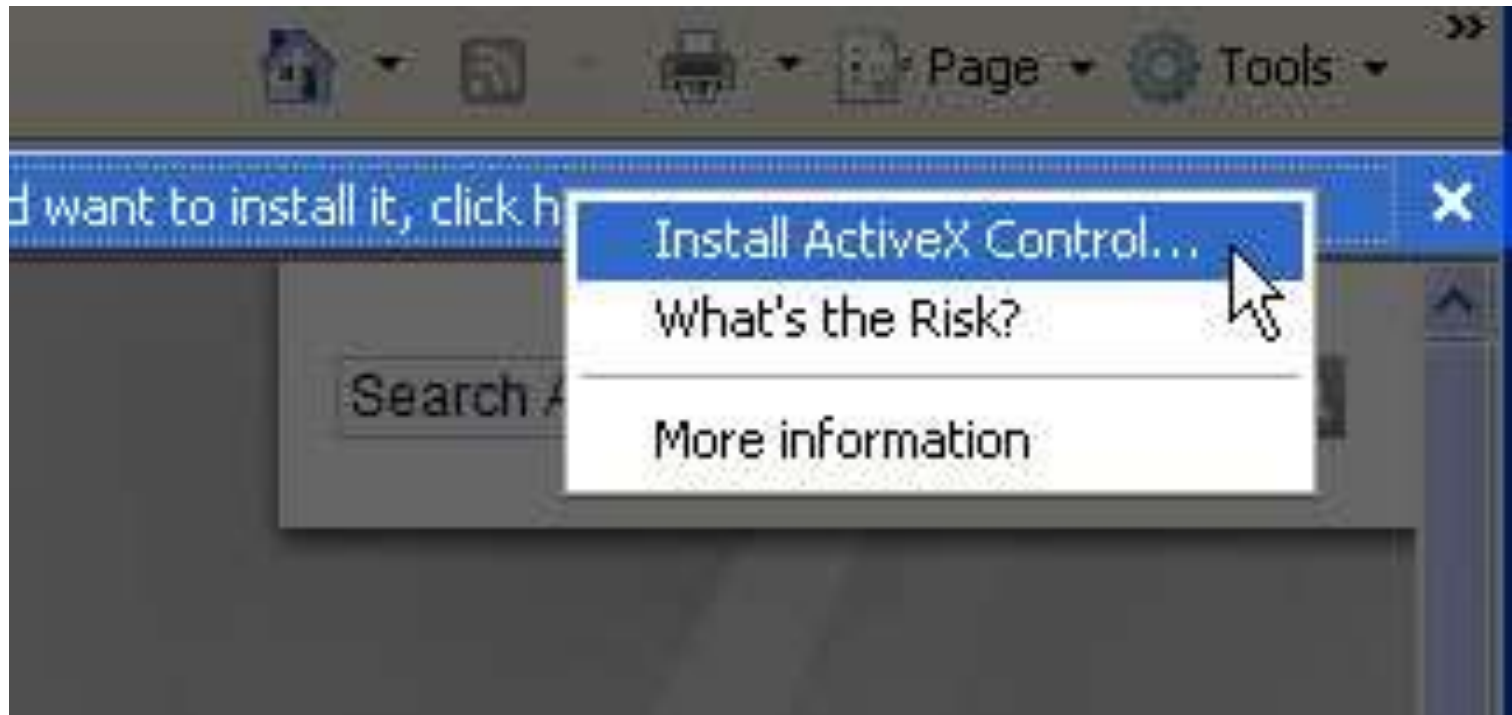 Page Tools
d want to install it, click h
Install ActiveX Control...
What's the Risk?
Search A
More information